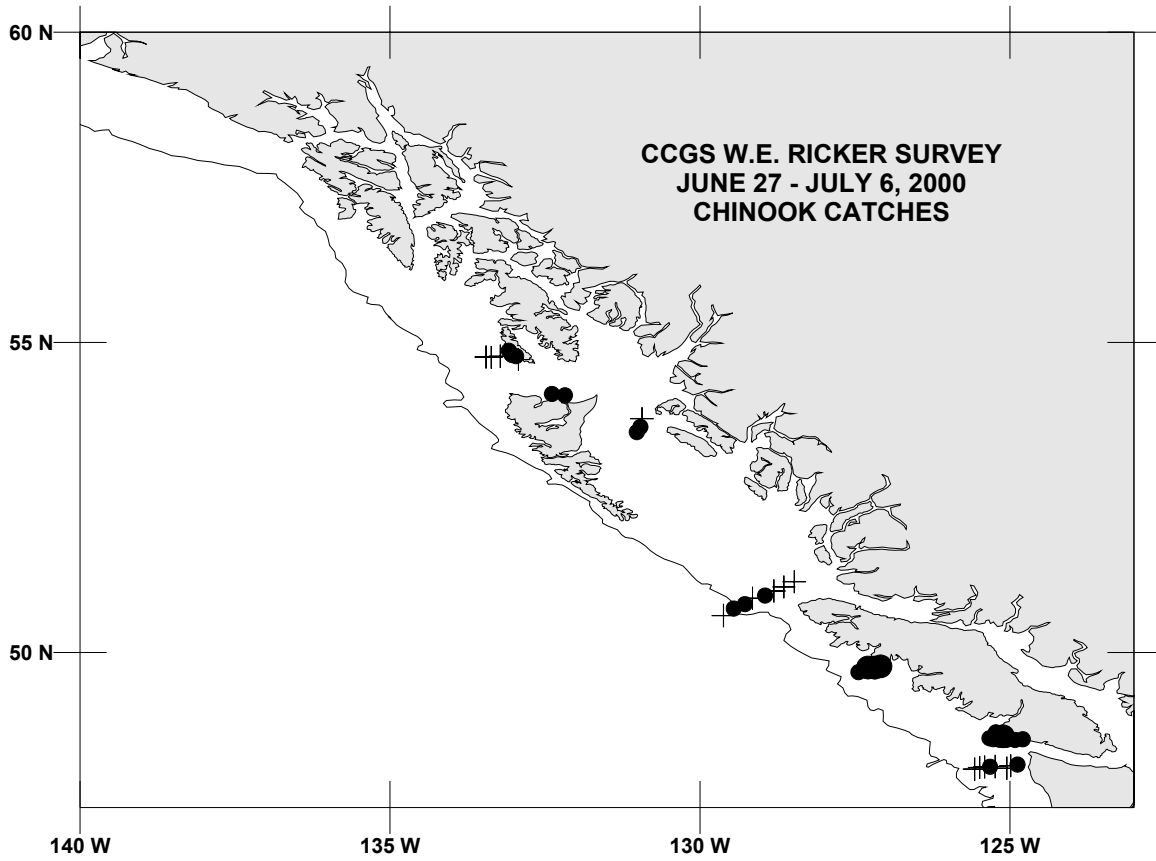 60 N
CCGS W.E. RICKER SURVEY
JUNE 27 - JULY 6, 2000
CHINOOK CATCHES
55 N
50 N
140 W 135 W 130 W 125 W